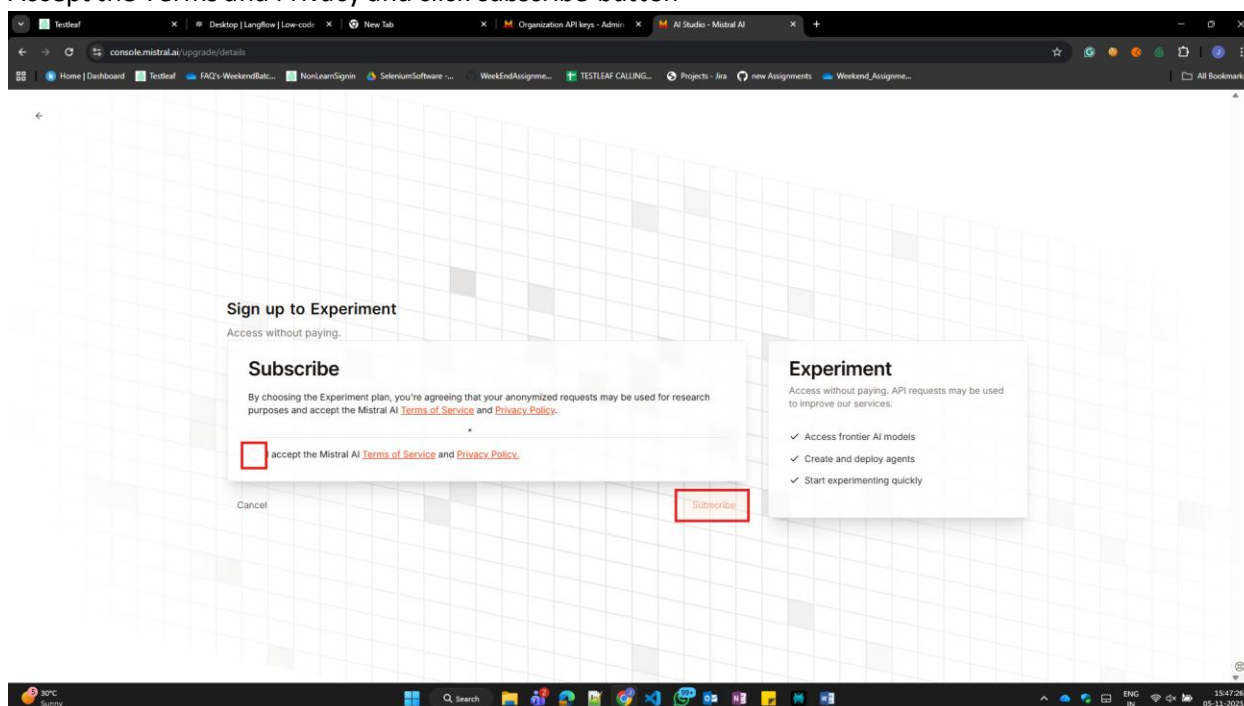 Accept the Terms and Privacy and click subscribe button
Testleaf
Desktop | Langflow | Low-code
New Tab
Organization API keys - Admin
AI Studio - Mistral AI
console.mistral.ai/upgrade/details
Home | Dashboard
Testleaf
FAQ's-WeekendBatc...
NonLearnSignin
SeleniumSoftware -...
WeekEndAssignme...
TESTLEAF CALLING...
Projects - Jira
new Assignments
Weekend_Assignme...
All Bookmarks
Sign up to Experiment
Access without paying.
Subscribe
By choosing the Experiment plan, you're agreeing that your anonymized requests may be used for research
purposes and accept the Mistral AI Terms of Service and Privacy Policy.
*
I accept the Mistral AI Terms of Service and Privacy Policy.
Cancel
Subscribe
Experiment
Access without paying. API requests may be used
to improve our services.
Access frontier AI models
Create and deploy agents
Start experimenting quickly
30°C
Sunny
Search
99+
ENG
IN
15:47:26
05-11-2025